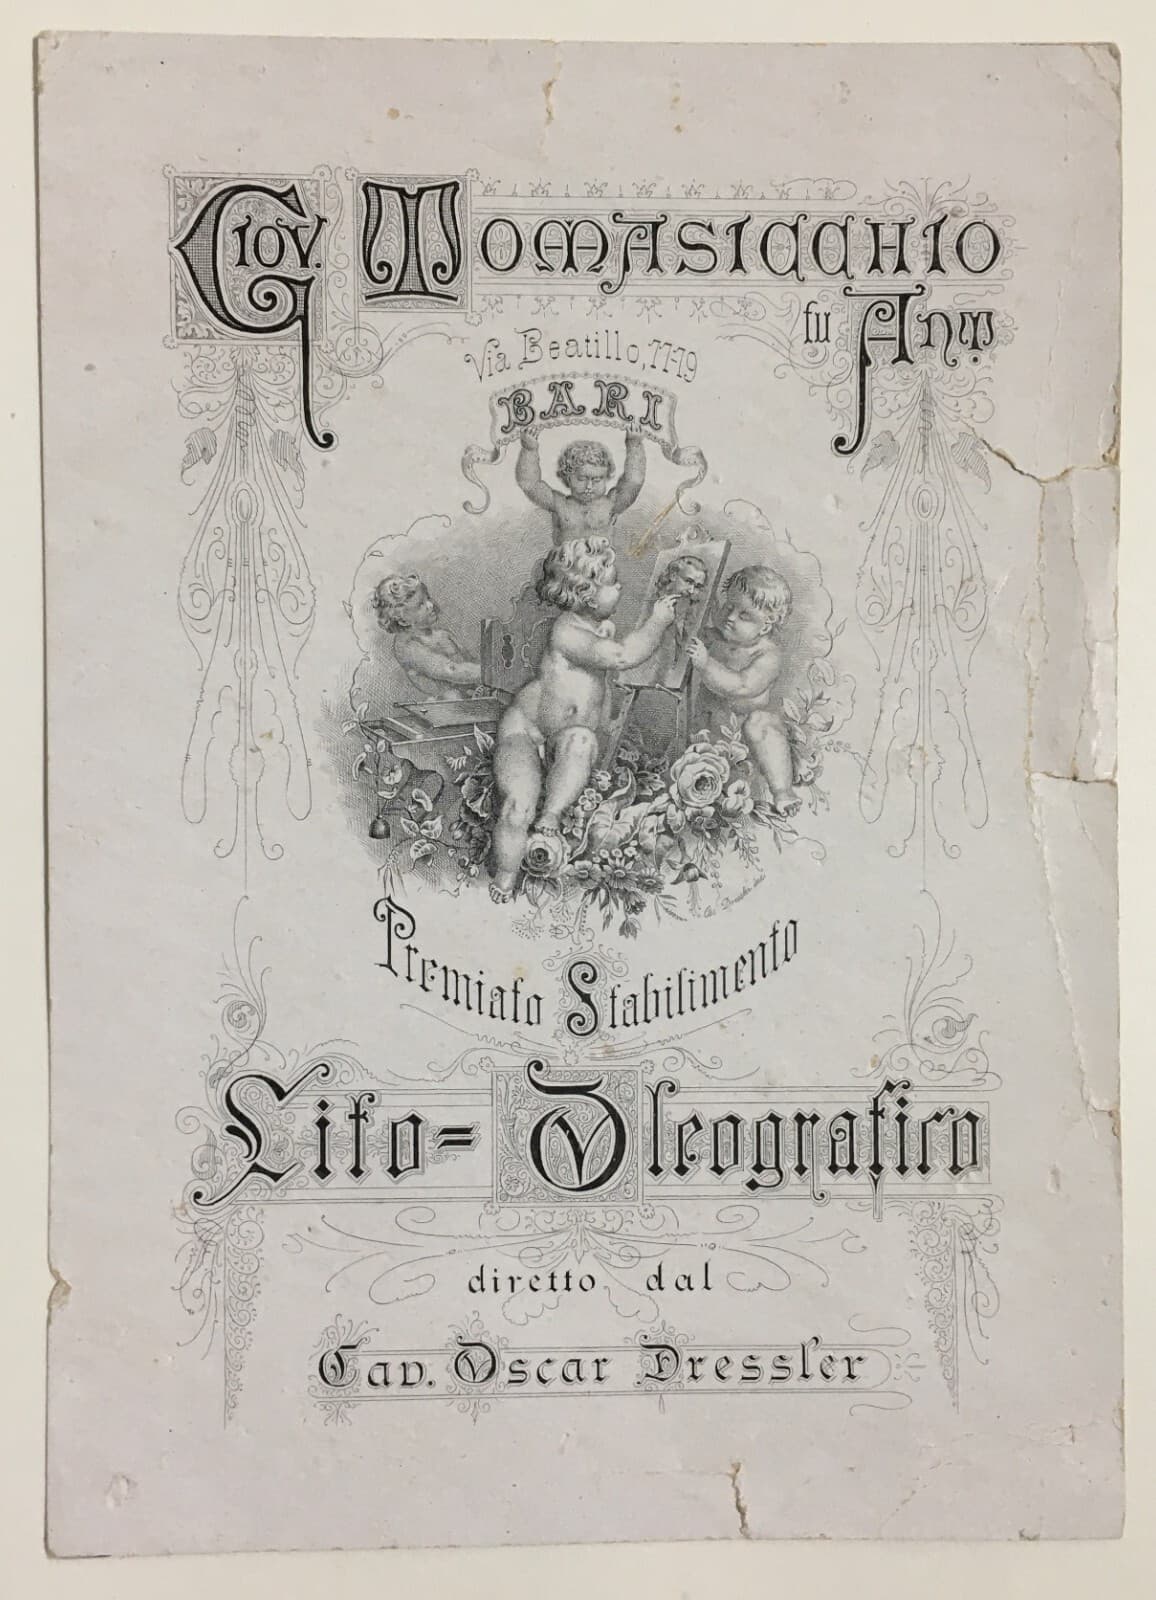 Giov. Tomasicchio
fu Ant.º
Via Beatillo, 77-79
BARI
Premiato Stabilimento
Lito=Oleografico
diretto dal
Cav. Oscar Dressler